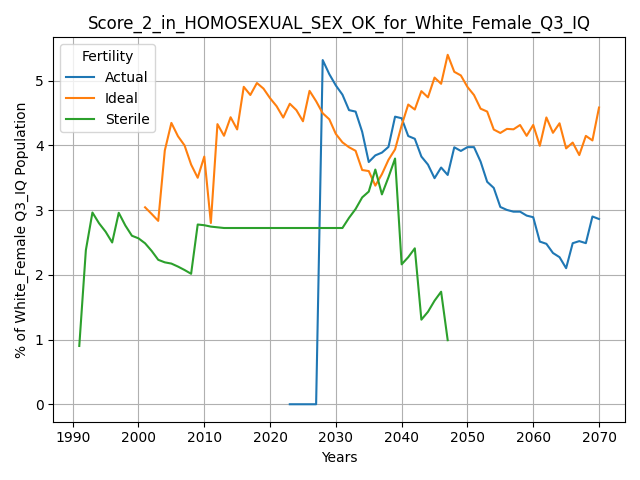 Score_2_in_HOMOSEXUAL_SEX_OK_for_White_Female_Q3_IQ
Fertility
Actual
Ideal
Sterile
% of White_Female Q3_IQ Population
5
4
3
2
1
0
1990 2000 2010 2020 2030 2040 2050 2060 2070
Years